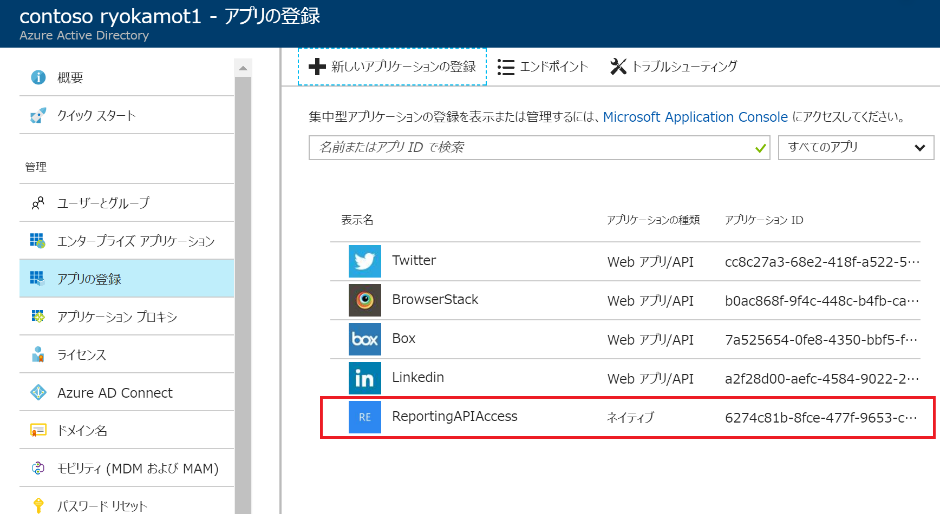 contoso ryokamot1 - アプリの登録
Azure Active Directory
概要
クイック スタート
管理
ユーザーとグループ
エンタープライズ アプリケーション
アプリの登録
アプリケーション プロキシ
ライセンス
Azure AD Connect
ドメイン名
モビリティ (MDM および MAM)
パスワード リセット
新しいアプリケーションの登録 エンドポイント トラブルシューティング
集中型アプリケーションの登録を表示または管理するには、Microsoft Application Console にアクセスしてください。
名前またはアプリ ID で検索 すべてのアプリ
表示名 アプリケーションの種類 アプリケーション ID
Twitter Web アプリ/API cc8c27a3-68e2-418f-a522-5···
BrowserStack Web アプリ/API b0ac868f-9f4c-448c-b4fb-ca···
box Box Web アプリ/API 7a525654-0fe8-4350-bbf5-f···
in Linkedin Web アプリ/API a2f28d00-aefc-4584-9022-2···
RE ReportingAPIAccess ネイティブ 6274c81b-8fce-477f-9653-c···